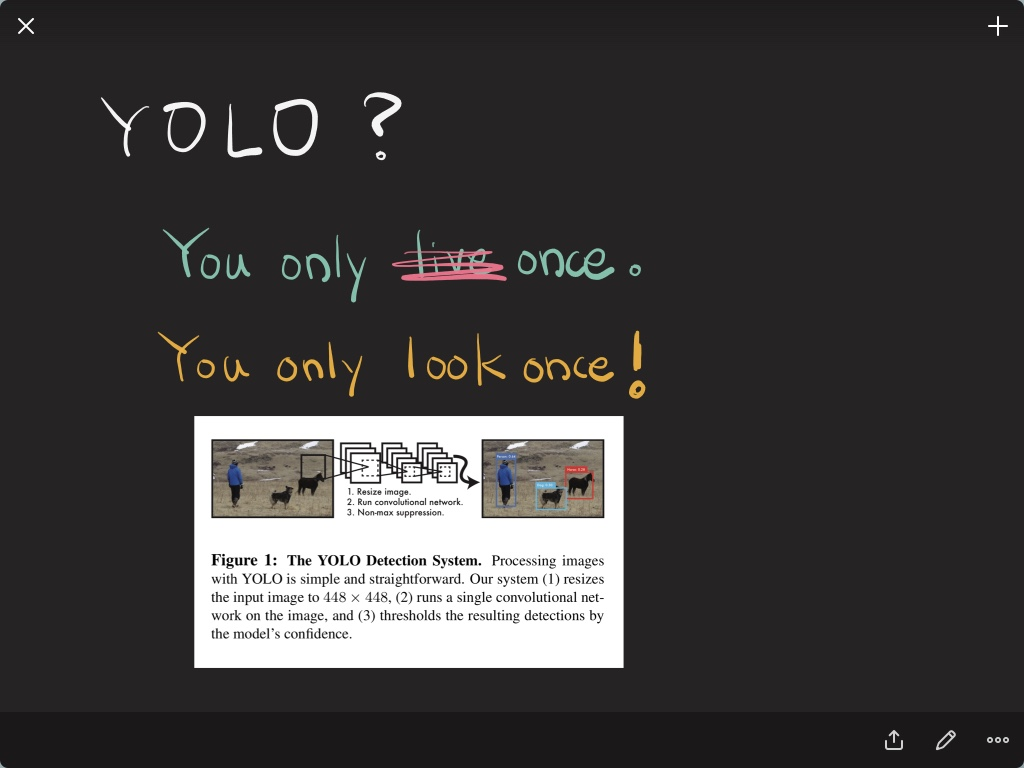 YOLO ?
You only live once.
You only look once!
1. Resize image.
2. Run convolutional network.
3. Non-max suppression.
Figure 1: The YOLO Detection System. Processing images
with YOLO is simple and straightforward. Our system (1) resizes
the input image to 448 × 448, (2) runs a single convolutional net-
work on the image, and (3) thresholds the resulting detections by
the model's confidence.